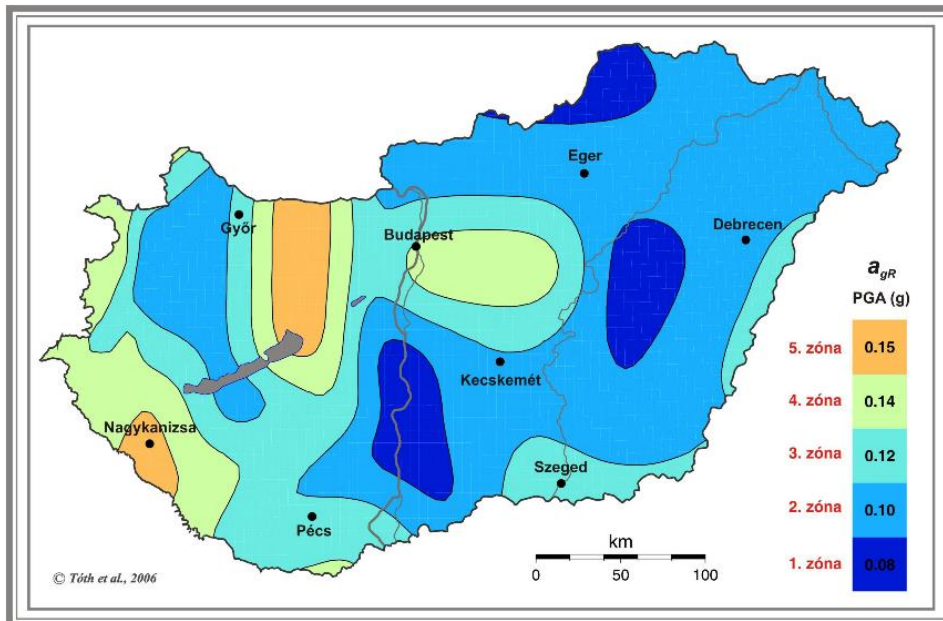 Eger
Győr
Budapest
Debrecen
a gR
PGA (g)
5. zóna 0.15
Kecskemét
4. zóna 0.14
Nagykanizsa
3. zóna 0.12
Szeged
2. zóna 0.10
Pécs
km
1. zóna 0.08
0 50 100
© Tóth et al., 2006